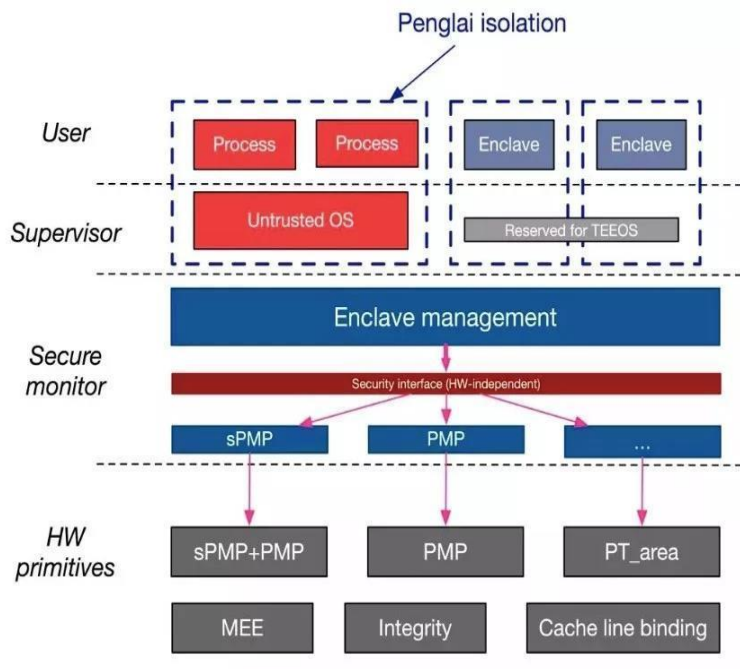 Penglai isolation
User
Process
Process
Enclave
Enclave
Supervisor
Untrusted OS
Reserved for TEEOS
Enclave management
Secure
monitor
Security interface (HW-independent)
sPMP
PMP
...
HW
primitives
sPMP+PMP
PMP
PT_area
MEE
Integrity
Cache line binding